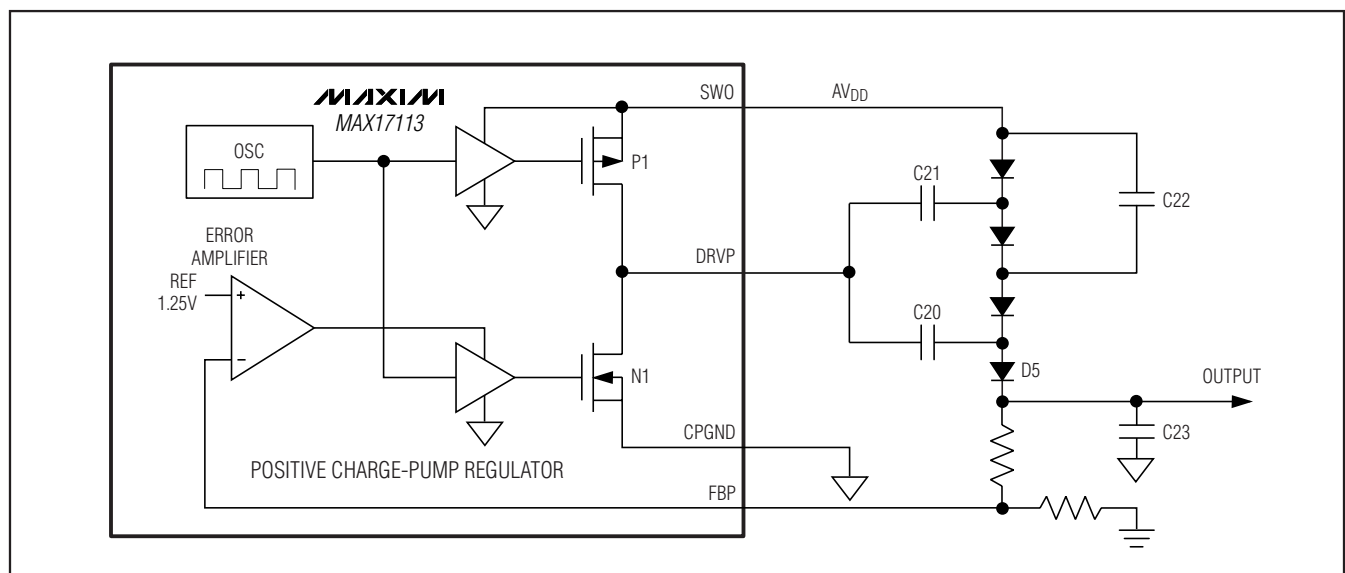 SWO
AVDD
MAXIM
MAX17113
OSC
P1
C21
C22
ERROR
AMPLIFIER
REF
1.25V
+
−
DRVP
C20
N1
D5
OUTPUT
CPGND
C23
POSITIVE CHARGE-PUMP REGULATOR
FBP